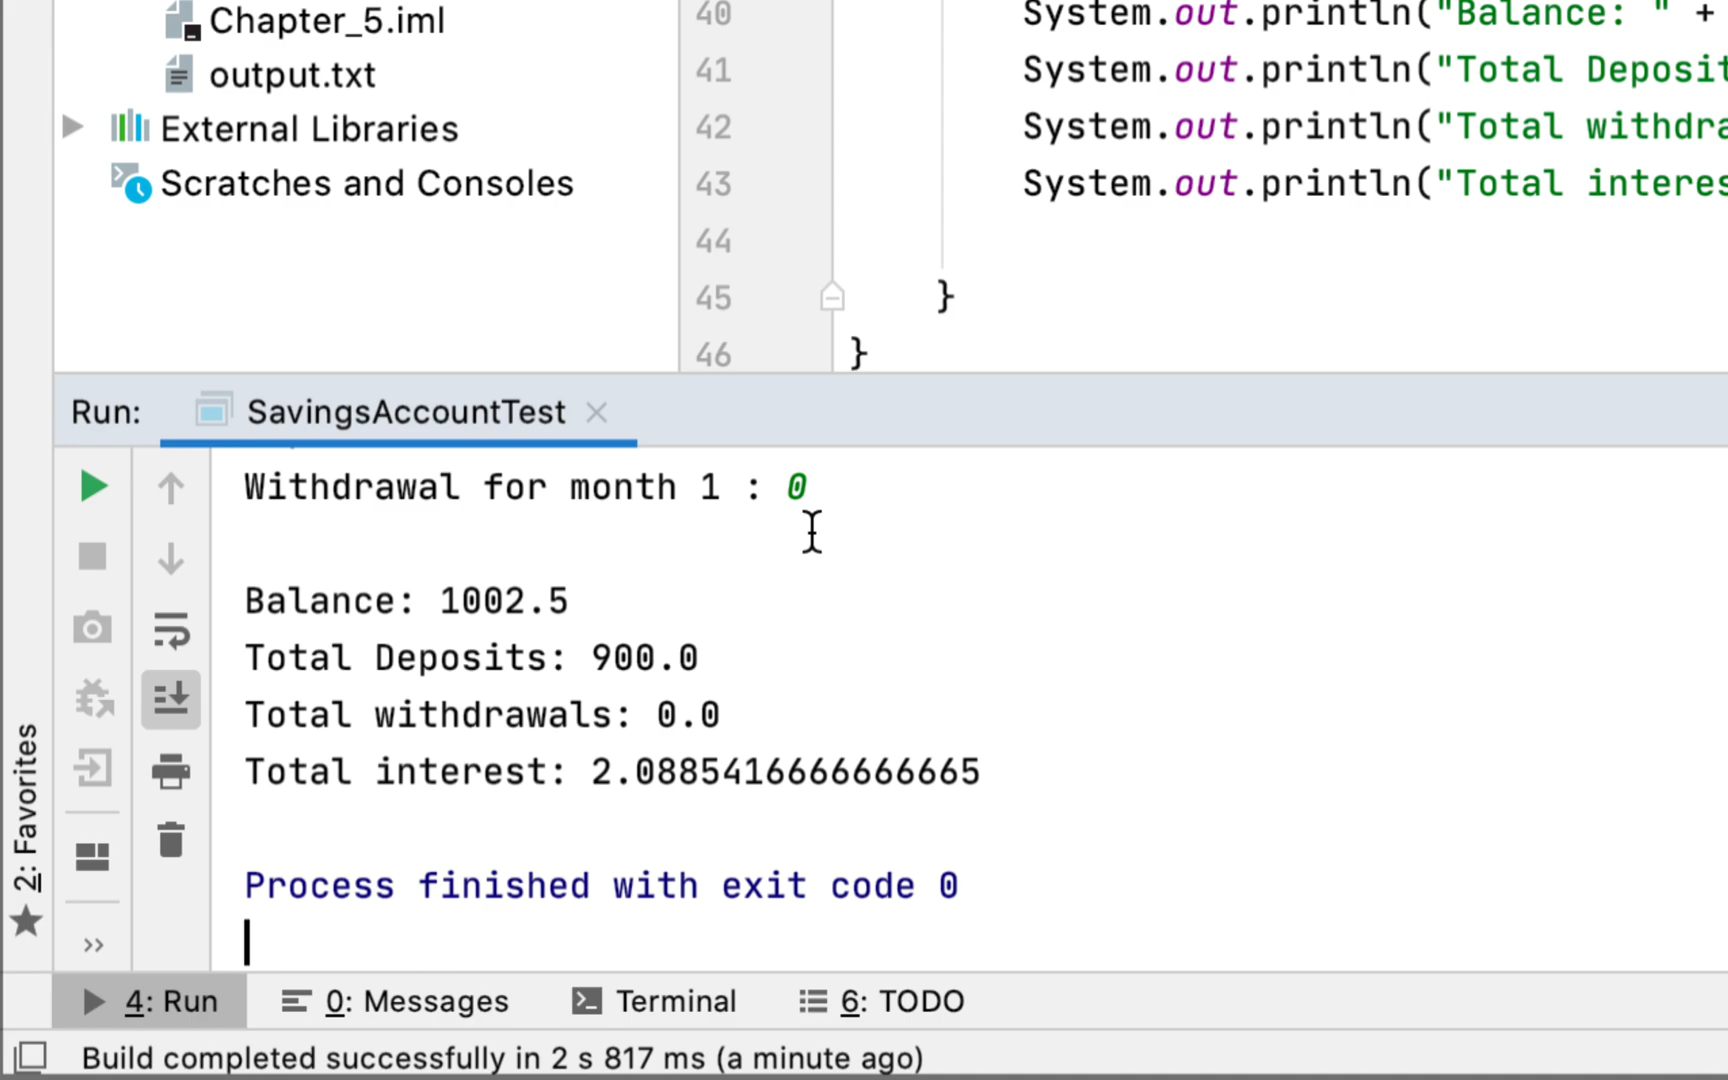 Chapter_5.iml
output.txt
External Libraries
Scratches and Consoles
40 System.out.println("Balance: " +
41 System.out.println("Total Deposit
42 System.out.println("Total withdra
43 System.out.println("Total interes
44
45 }
46 }
Run: SavingsAccountTest
Withdrawal for month 1 : 0
Balance: 1002.5
Total Deposits: 900.0
Total withdrawals: 0.0
Total interest: 2.0885416666666665
Process finished with exit code 0
2: Favorites
4: Run 0: Messages Terminal 6: TODO
Build completed successfully in 2 s 817 ms (a minute ago)